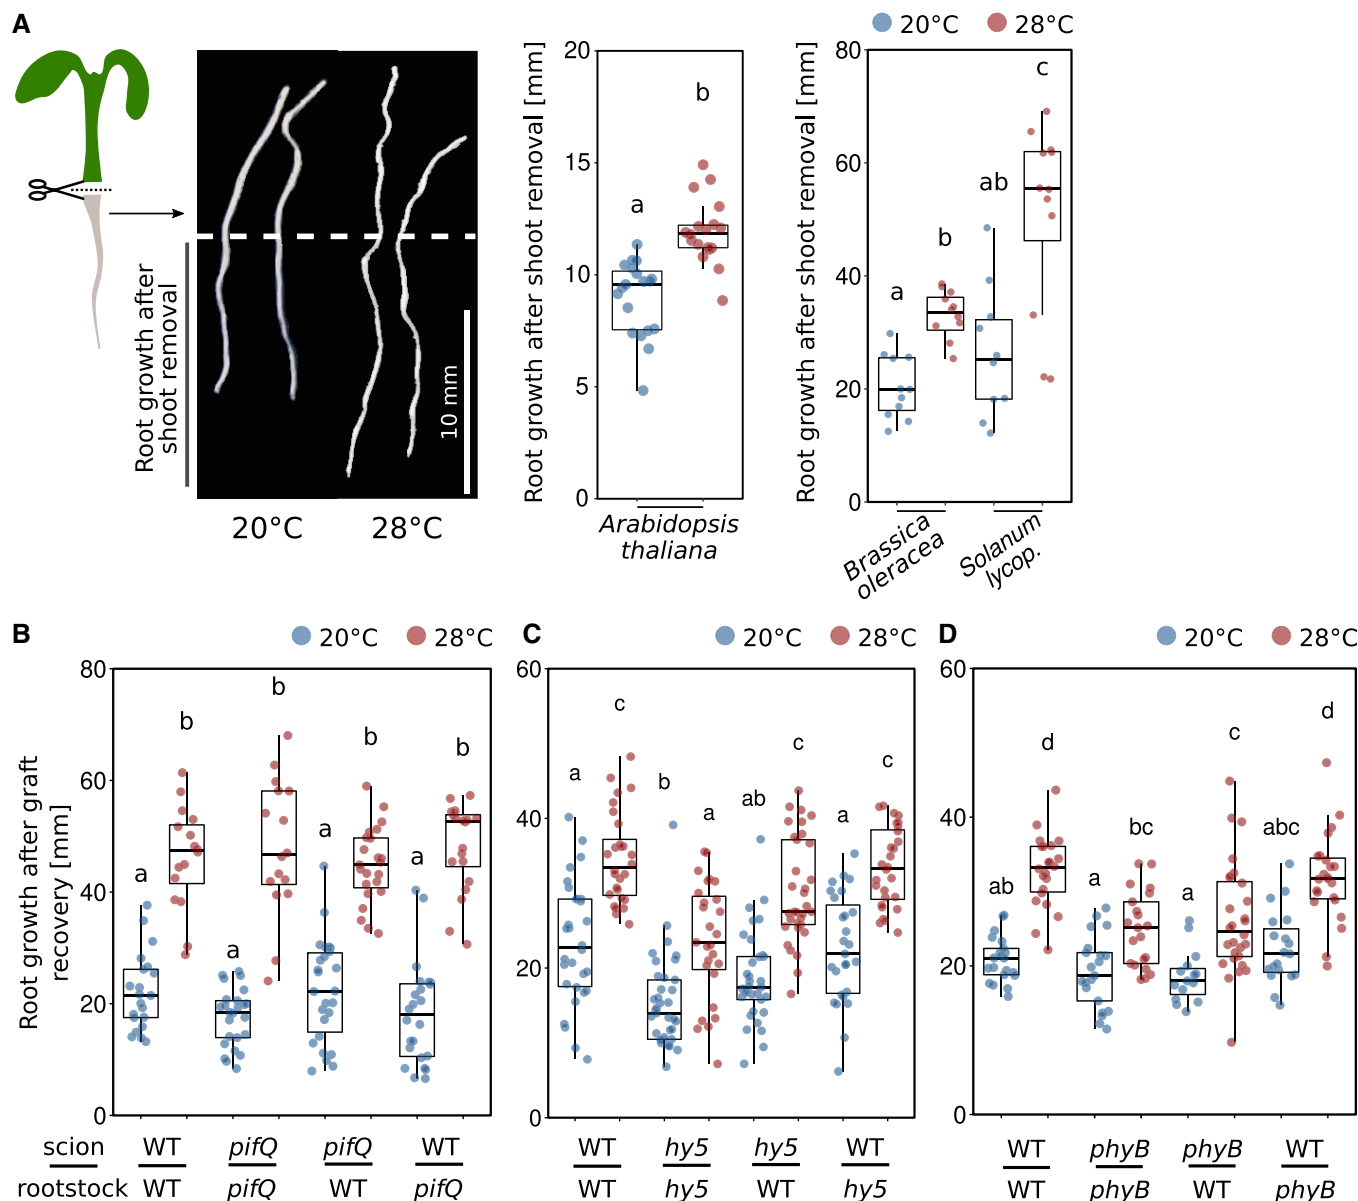 A
20°C 28°C
Root growth after
shoot removal
10 mm
20°C 28°C
Root growth after shoot removal [mm]
20
15
10
5
0
a
b
Arabidopsis
thaliana
Root growth after shoot removal [mm]
80
60
40
20
0
a
b
ab
c
Brassica
oleracea
Solanum
lycop.
B
20°C 28°C
Root growth after graft
recovery [mm]
80
60
40
20
0
a
b
a
b
a
b
a
b
scion WT pifQ pifQ WT
rootstock WT pifQ WT pifQ
C
20°C 28°C
60
40
20
0
a
c
b
a
ab
c
a
c
WT hy5 hy5 WT
WT hy5 WT hy5
D
20°C 28°C
60
40
20
0
ab
d
a
bc
a
c
abc
d
WT phyB phyB WT
WT phyB WT phyB